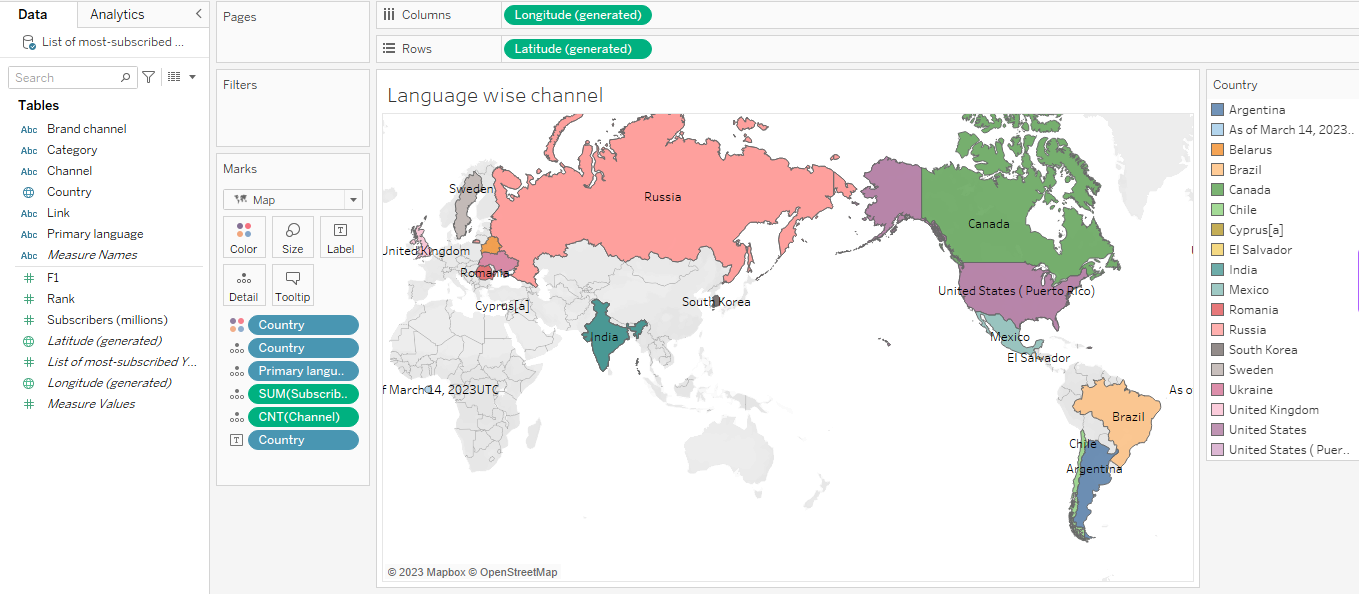 Data
Analytics
List of most-subscribed ...
Search
Tables
Abc Brand channel
Abc Category
Abc Channel
Country
Abc Link
Abc Primary language
Abc Measure Names
# F1
# Rank
# Subscribers (millions)
Latitude (generated)
# List of most-subscribed Y...
Longitude (generated)
# Measure Values
Pages
Filters
Marks
Map
Color
Size
T
Label
Detail
Tooltip
Country
Country
Primary langu..
SUM(Subscrib..
CNT(Channel)
T Country
Columns
Longitude (generated)
Rows
Latitude (generated)
Language wise channel
Russia
Sweden
United Kingdom
Romania
Cyprus[a]
South Korea
India
f March 14, 2023UTC
Canada
United States ( Puerto Rico)
Mexico
El Salvador
As o
Brazil
Chile
Argentina
© 2023 Mapbox © OpenStreetMap
Country
Argentina
As of March 14, 2023..
Belarus
Brazil
Canada
Chile
Cyprus[a]
El Salvador
India
Mexico
Romania
Russia
South Korea
Sweden
Ukraine
United Kingdom
United States
United States ( Puer..